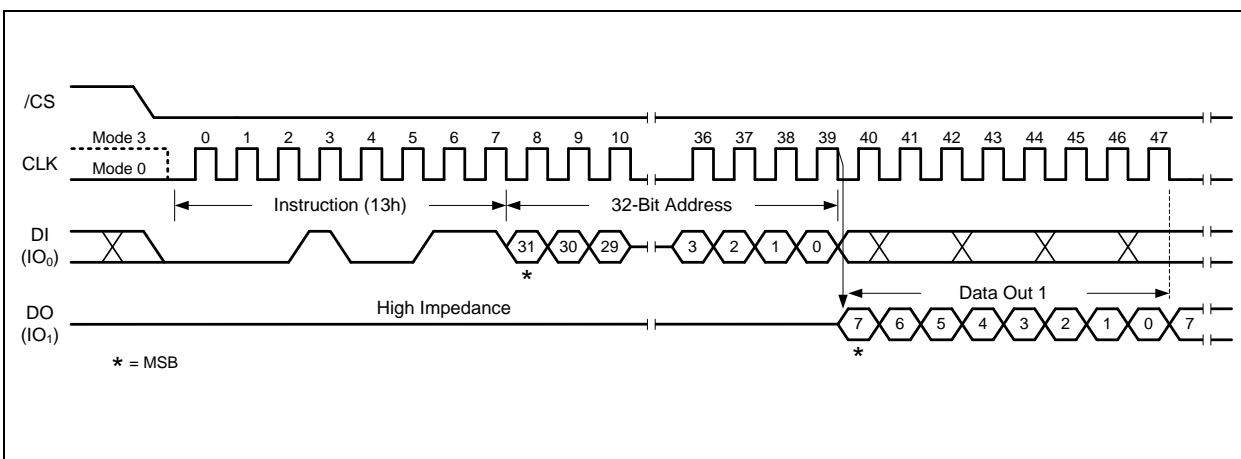 /CS
Mode 3
0 1 2 3 4 5 6 7 8 9 10 36 37 38 39 40 41 42 43 44 45 46 47
CLK
Mode 0
Instruction (13h)
32-Bit Address
DI
(IO₀)
31 30 29 3 2 1 0
*
Data Out 1
High Impedance
DO
(IO₁)
7 6 5 4 3 2 1 0 7
*
* = MSB